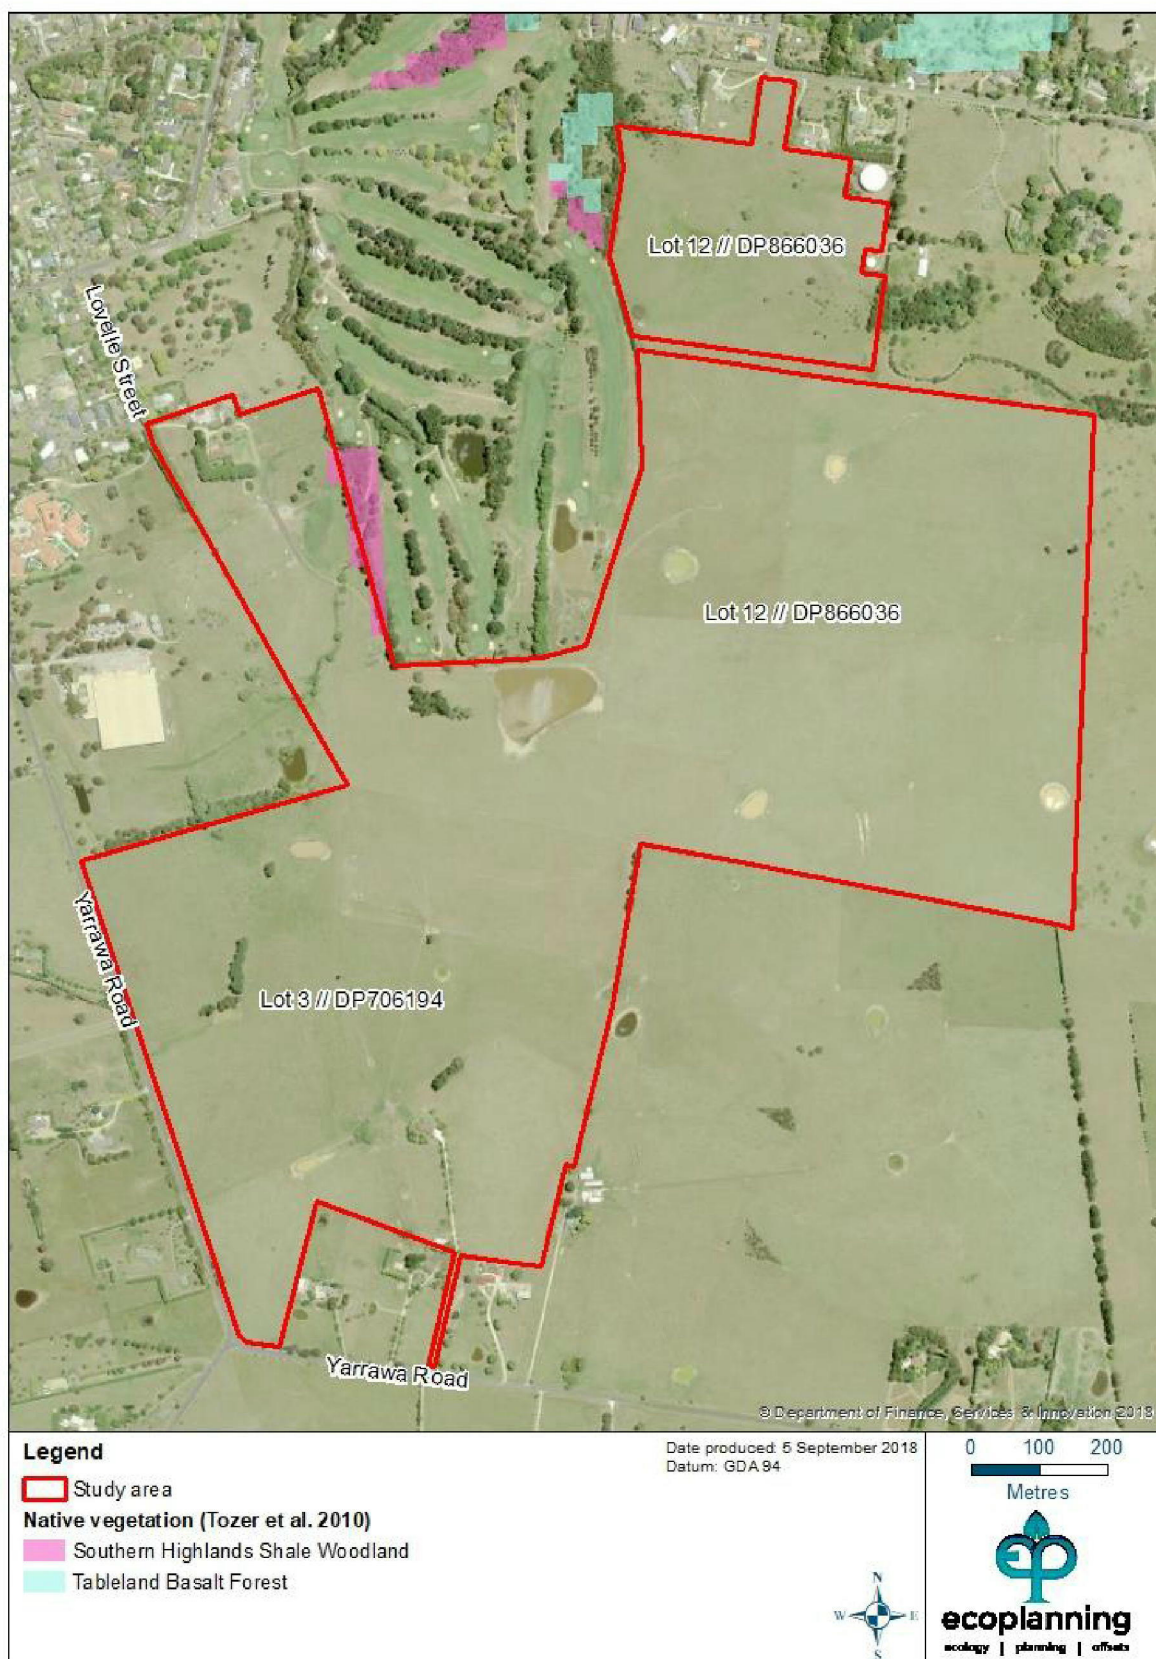 Lot 12 // DP866036
Lovelle Street
Lot 12 // DP866036
Yarrawa Road
Lot 3 // DP706194
Yarrawa Road
© Department of Finance, Services & Innovation 2018
Legend
Study area
Native vegetation (Tozer et al. 2010)
Southern Highlands Shale Woodland
Tableland Basalt Forest
Date produced: 5 September 2018
Datum: GDA 94
N
W E
S
0 100 200
Metres
ep
ecoplanning
ecology | planning | offsets